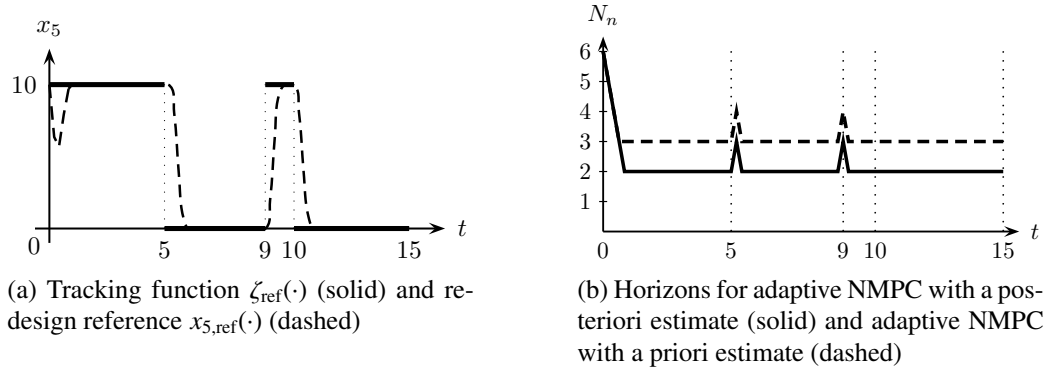 x₅
10
0
5
9 10
15
t
(a) Tracking function ζref(·) (solid) and re-
design reference x5,ref(·) (dashed)
Nₙ
6
5
4
3
2
1
0
5
9
10
15
t
(b) Horizons for adaptive NMPC with a pos-
teriori estimate (solid) and adaptive NMPC
with a priori estimate (dashed)